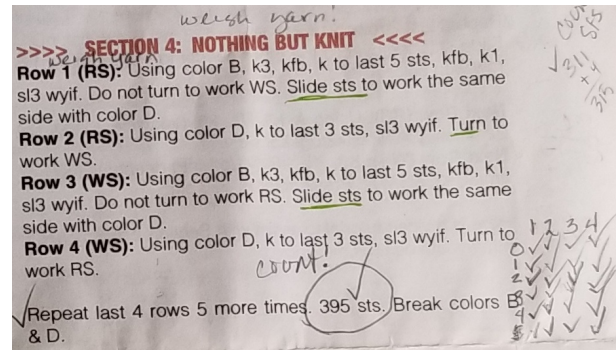 weigh yarn!
>>>> SECTION 4: NOTHING BUT KNIT <<<<
weigh yarn
Row 1 (RS): Using color B, k3, kfb, k to last 5 sts, kfb, k1,
sl3 wyif. Do not turn to work WS. Slide sts to work the same
side with color D.
Row 2 (RS): Using color D, k to last 3 sts, sl3 wyif. Turn to
work WS.
Row 3 (WS): Using color B, k3, kfb, k to last 5 sts, kfb, k1,
sl3 wyif. Do not turn to work RS. Slide sts to work the same
side with color D.
Row 4 (WS): Using color D, k to last 3 sts, sl3 wyif. Turn to
work RS.
count!
Repeat last 4 rows 5 more times. 395 sts. Break colors B
& D.
count
sts
√311
+4
315
1 2 3 4
0 ✓ ✓ ✓ ✓
1 ✓ ✓ ✓ ✓
2 ✓ ✓ ✓ ✓
3 ✓ ✓ ✓ ✓
4 ✓ ✓ ✓ ✓
5 ✓ ✓ ✓ ✓